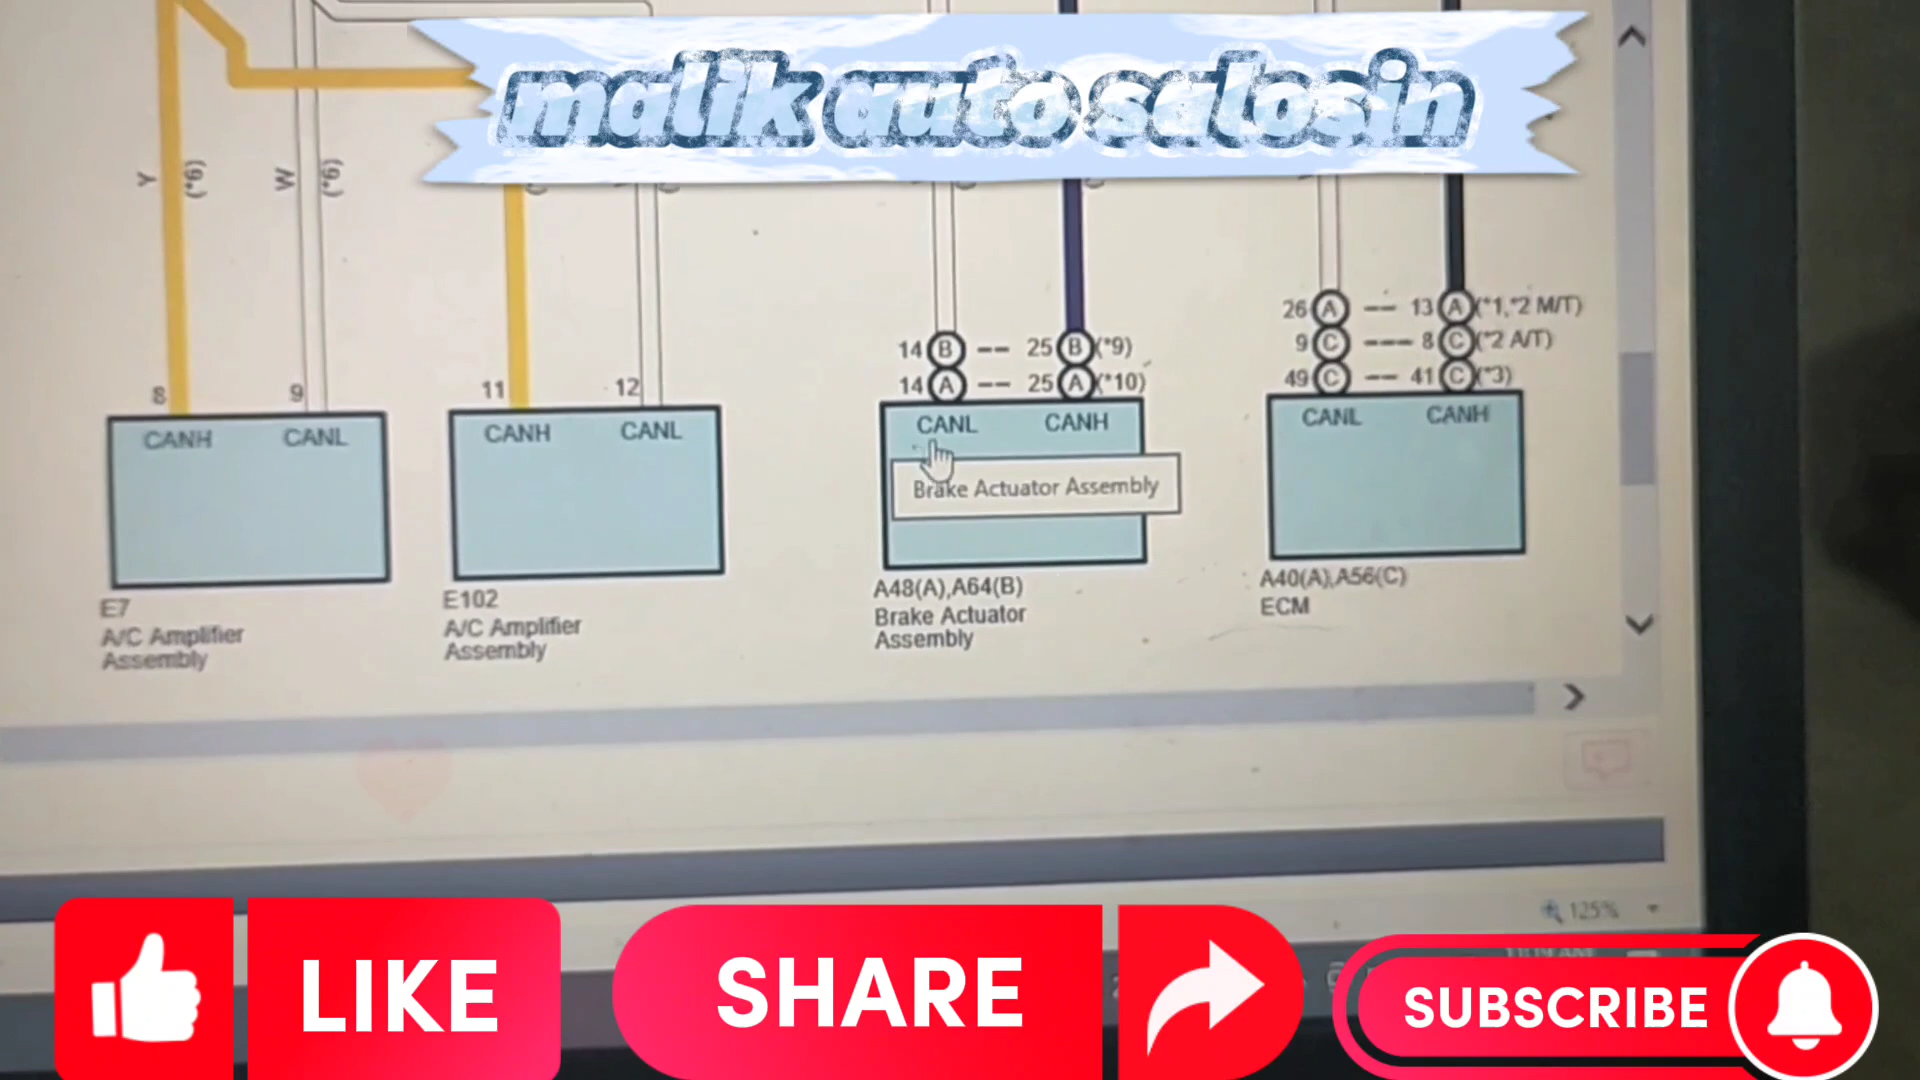 malik auto salosin
Y
(*6)
W
(*6)
26 A -- 13 A (*1,*2 M/T)
9 C --- 8 C (*2 A/T)
49 C -- 41 C (*3)
14 B -- 25 B (*9)
14 A -- 25 A (*10)
8
9
11
12
CANH
CANL
CANH
CANL
CANL
CANH
CANL
CANH
Brake Actuator Assembly
E7
A/C Amplifier
Assembly
E102
A/C Amplifier
Assembly
A48(A),A64(B)
Brake Actuator
Assembly
A40(A),A56(C)
ECM
125%
LIKE
SHARE
SUBSCRIBE